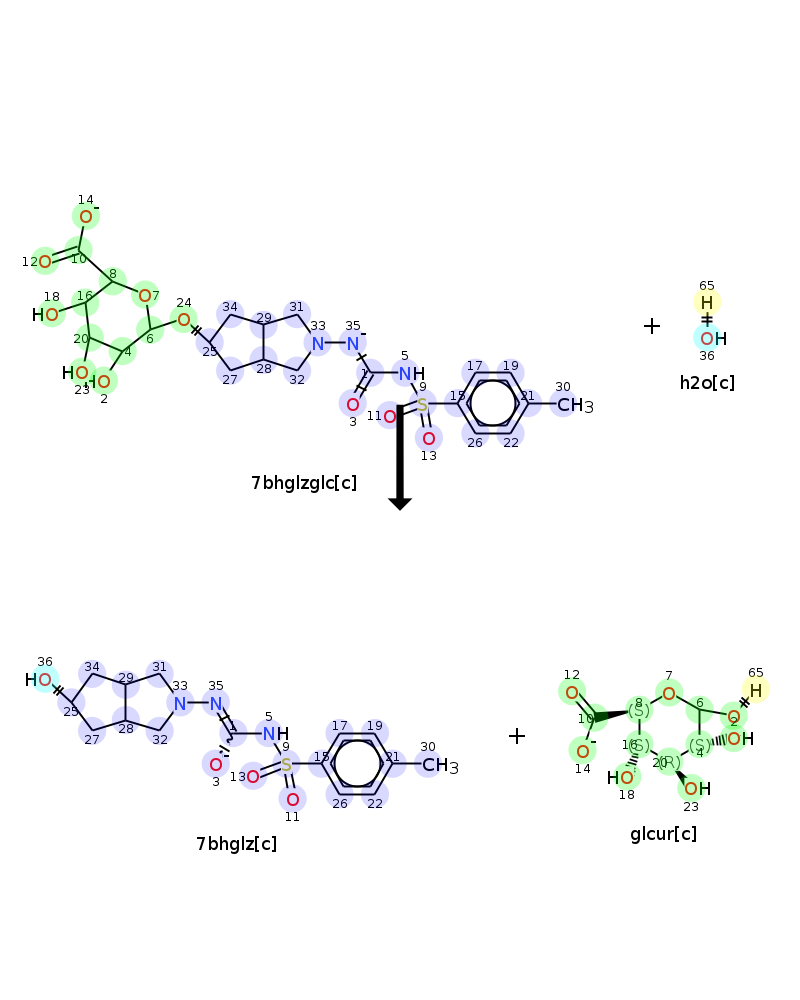 14
O-
12 O 10
8
18 HO 16 O 7
24 O
34 29 31
33 N 35 N-
20 4 6 25
5 NH
17 19
HO 23 HO 2
27 28 32
1
O 3
9 S
15 21 30 CH3
11 O
O 13
26 22
7bhglzglc[c]
+
65
H
OH
36
h2o[c]
36
HO
34 29 31
33 N 35 N
25
5 NH
27 28 32
1
O- 3
9 S
17 19
15 21 30 CH3
13 O
O 11
26 22
7bhglz[c]
+
12 O
7 O
65 H
8 (S) 6
10
O 2
14 O-
16 (S) (S) 4 OH
20 (R)
HO 18
OH 23
glcur[c]